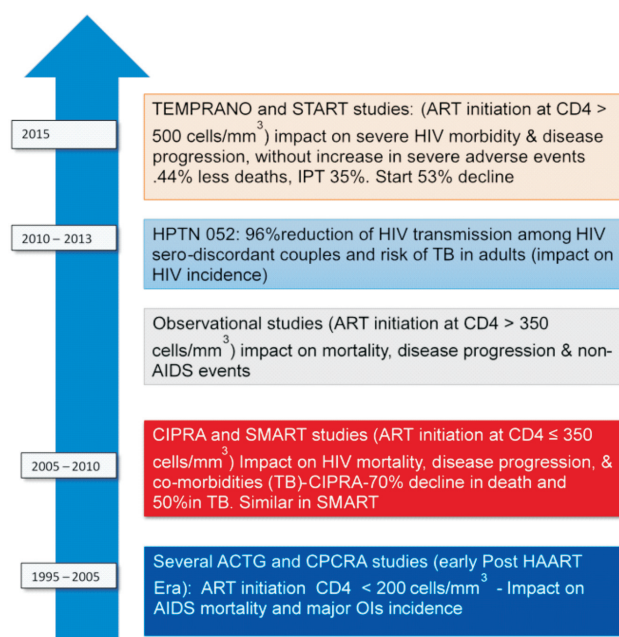 2015
TEMPRANO and START studies: (ART initiation at CD4 >
500 cells/mm³) impact on severe HIV morbidity & disease
progression, without increase in severe adverse events
.44% less deaths, IPT 35%. Start 53% decline
2010 – 2013
HPTN 052: 96%reduction of HIV transmission among HIV
sero-discordant couples and risk of TB in adults (impact on
HIV incidence)
Observational studies (ART initiation at CD4 > 350
cells/mm³) impact on mortality, disease progression & non-
AIDS events
2005 – 2010
CIPRA and SMART studies (ART initiation at CD4 ≤ 350
cells/mm³) Impact on HIV mortality, disease progression, &
co-morbidities (TB)-CIPRA-70% decline in death and
50%in TB. Similar in SMART
1995 – 2005
Several ACTG and CPCRA studies (early Post HAART
Era): ART initiation CD4 < 200 cells/mm³ - Impact on
AIDS mortality and major OIs incidence